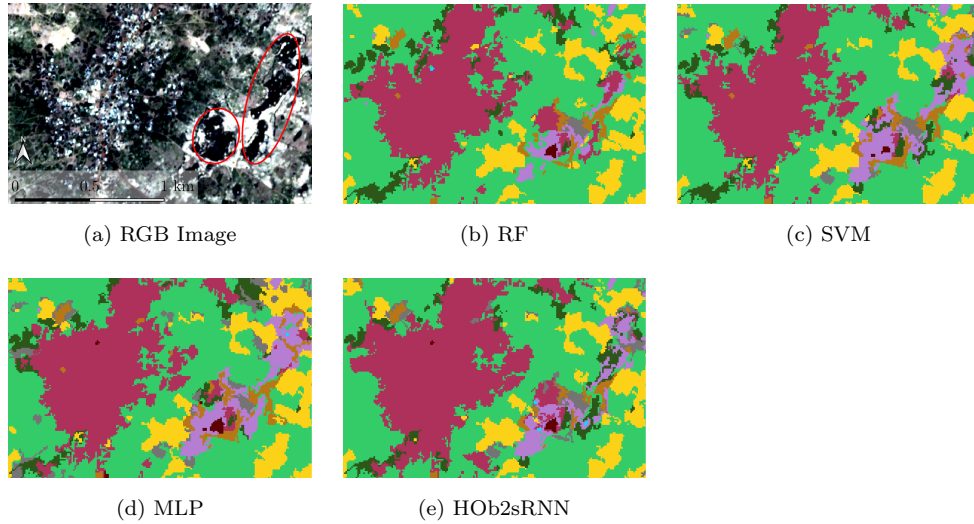 0 0.5 1 km
(a) RGB Image
(b) RF
(c) SVM
(d) MLP
(e) HOb2sRNN